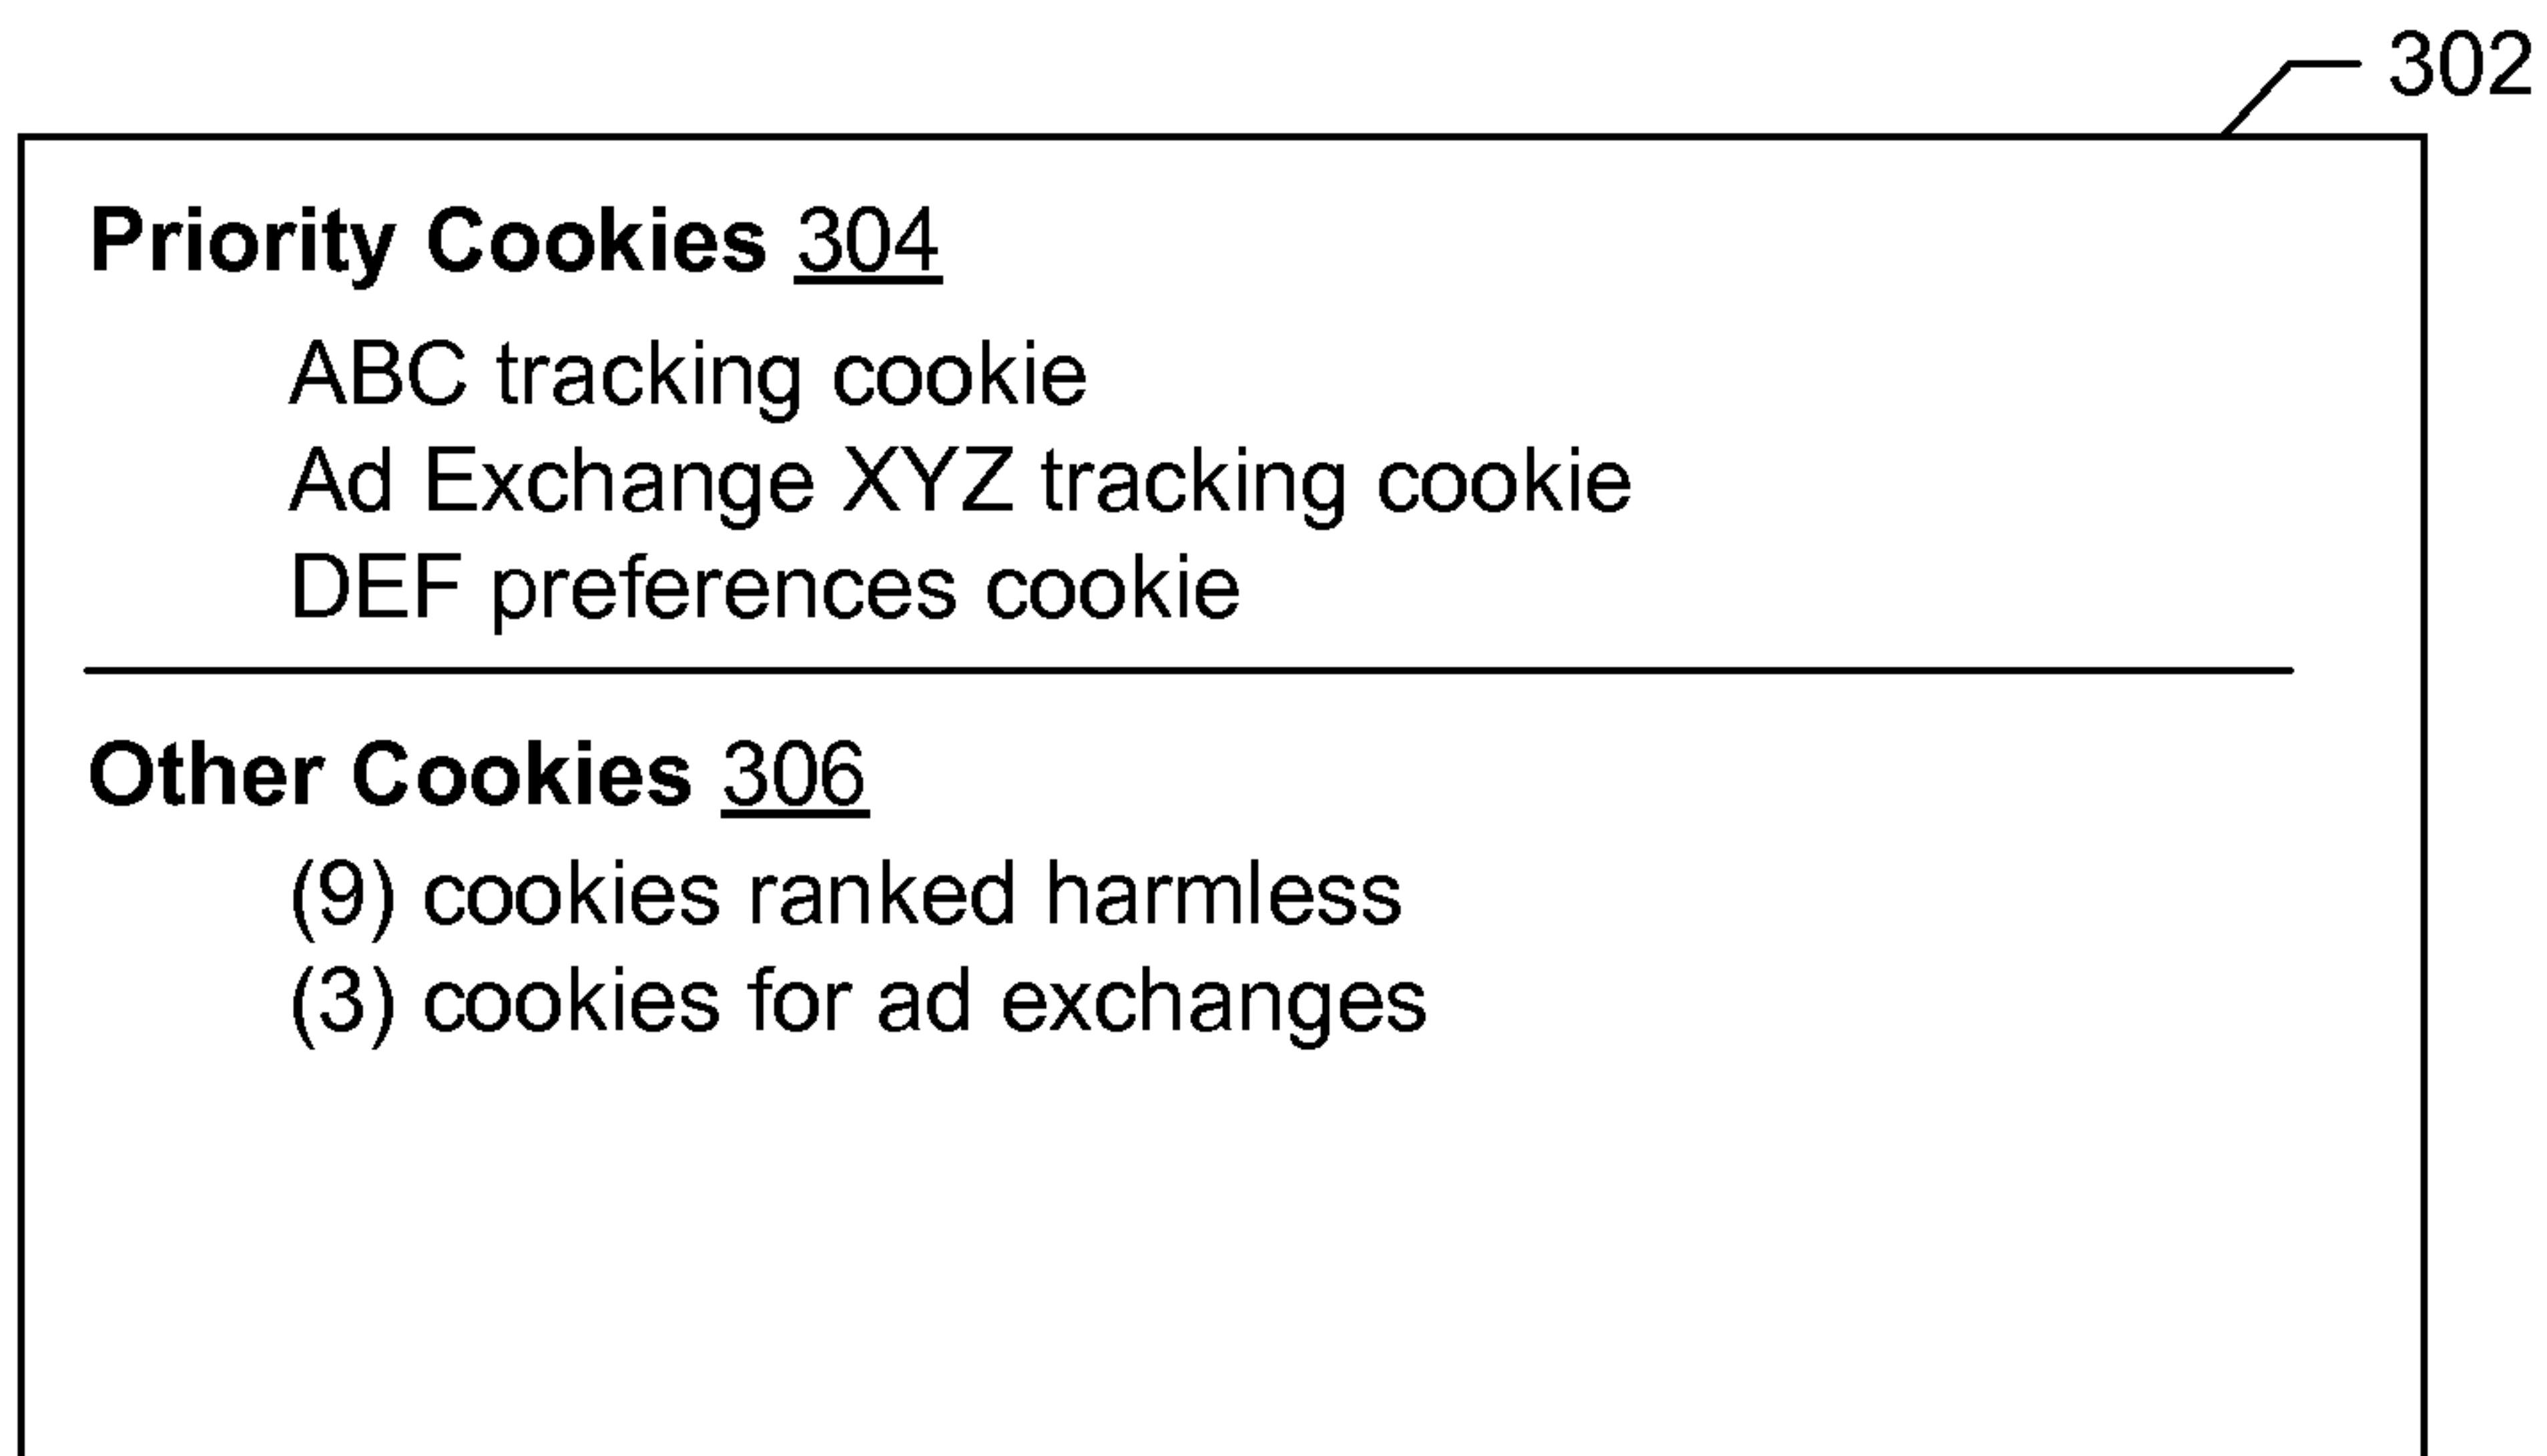 302
Priority Cookies 304
ABC tracking cookie
Ad Exchange XYZ tracking cookie
DEF preferences cookie
Other Cookies 306
(9) cookies ranked harmless
(3) cookies for ad exchanges